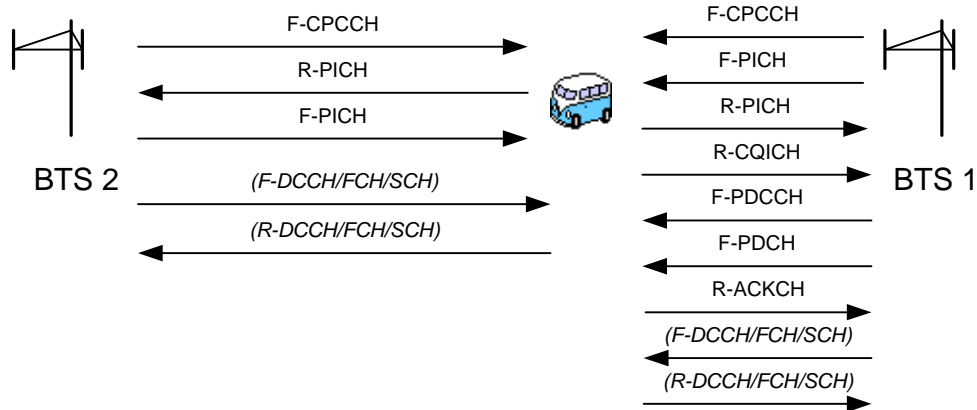 F-CPCCH
R-PICH
F-PICH
BTS 2
(F-DCCH/FCH/SCH)
(R-DCCH/FCH/SCH)
F-CPCCH
F-PICH
R-PICH
R-CQICH
BTS 1
F-PDCCH
F-PDCH
R-ACKCH
(F-DCCH/FCH/SCH)
(R-DCCH/FCH/SCH)